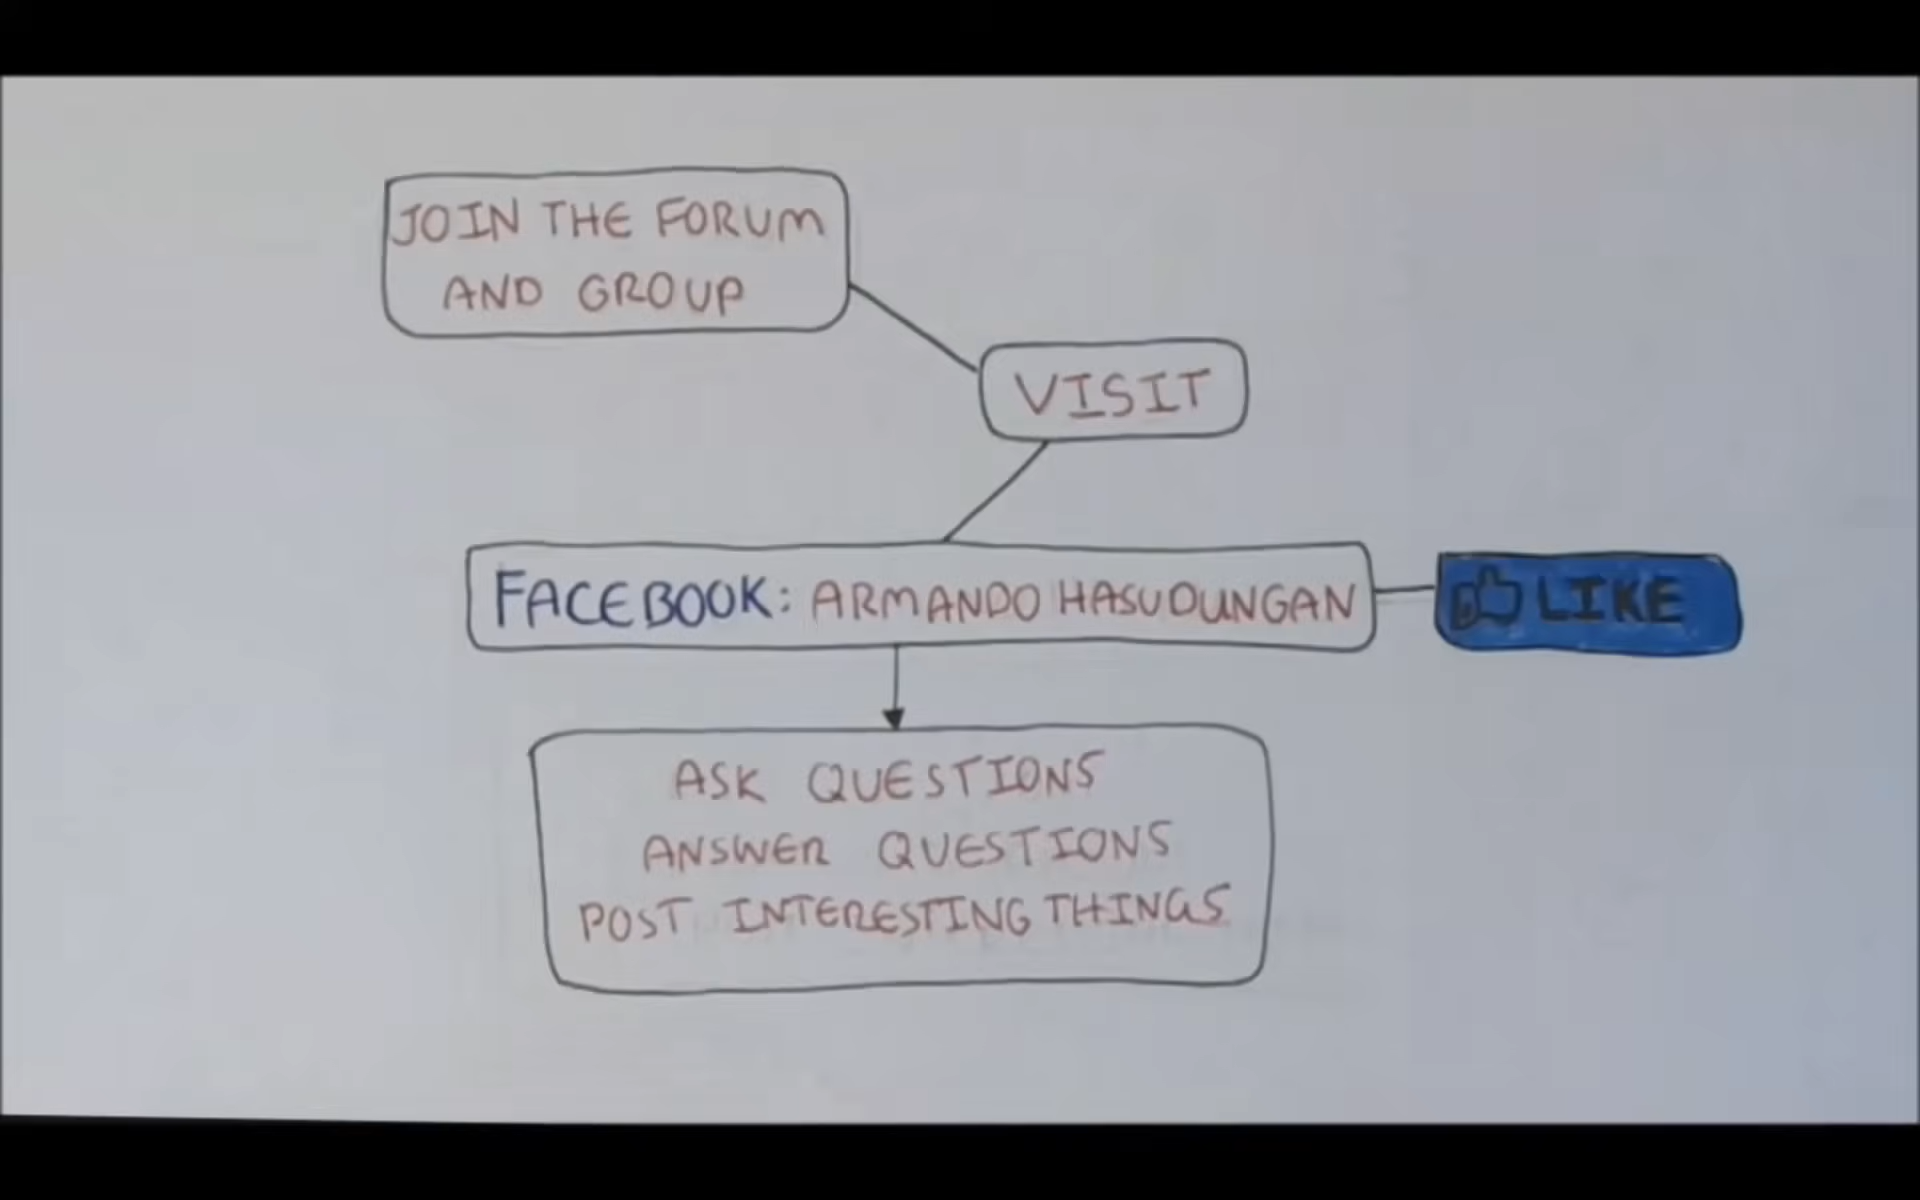 JOIN THE FORUM
AND GROUP
VISIT
FACEBOOK: ARMANDO HASUDUNGAN
LIKE
ASK QUESTIONS
ANSWER QUESTIONS
POST INTERESTING THINGS